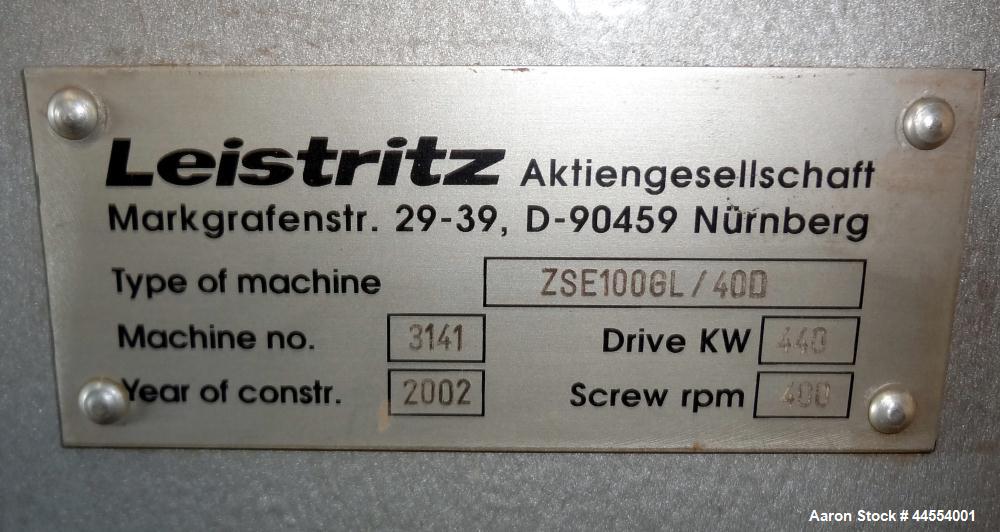 Leistritz Aktiengesellschaft
Markgrafenstr. 29-39, D-90459 Nürnberg
Type of machine ZSE100GL/40D
Machine no. 3141 Drive KW 440
Year of constr. 2002 Screw rpm 400
Aaron Stock # 44554001